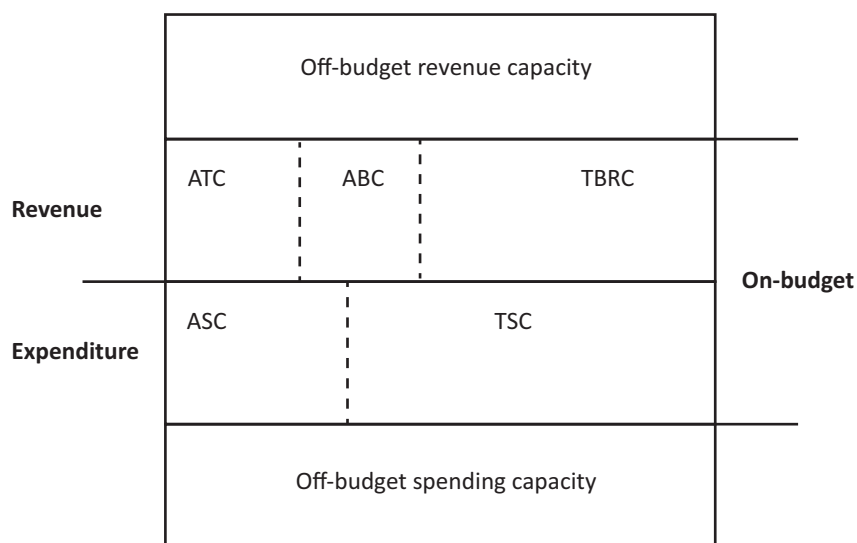 Off-budget revenue capacity
ATC ABC TBRC
Revenue
On-budget
ASC TSC
Expenditure
Off-budget spending capacity